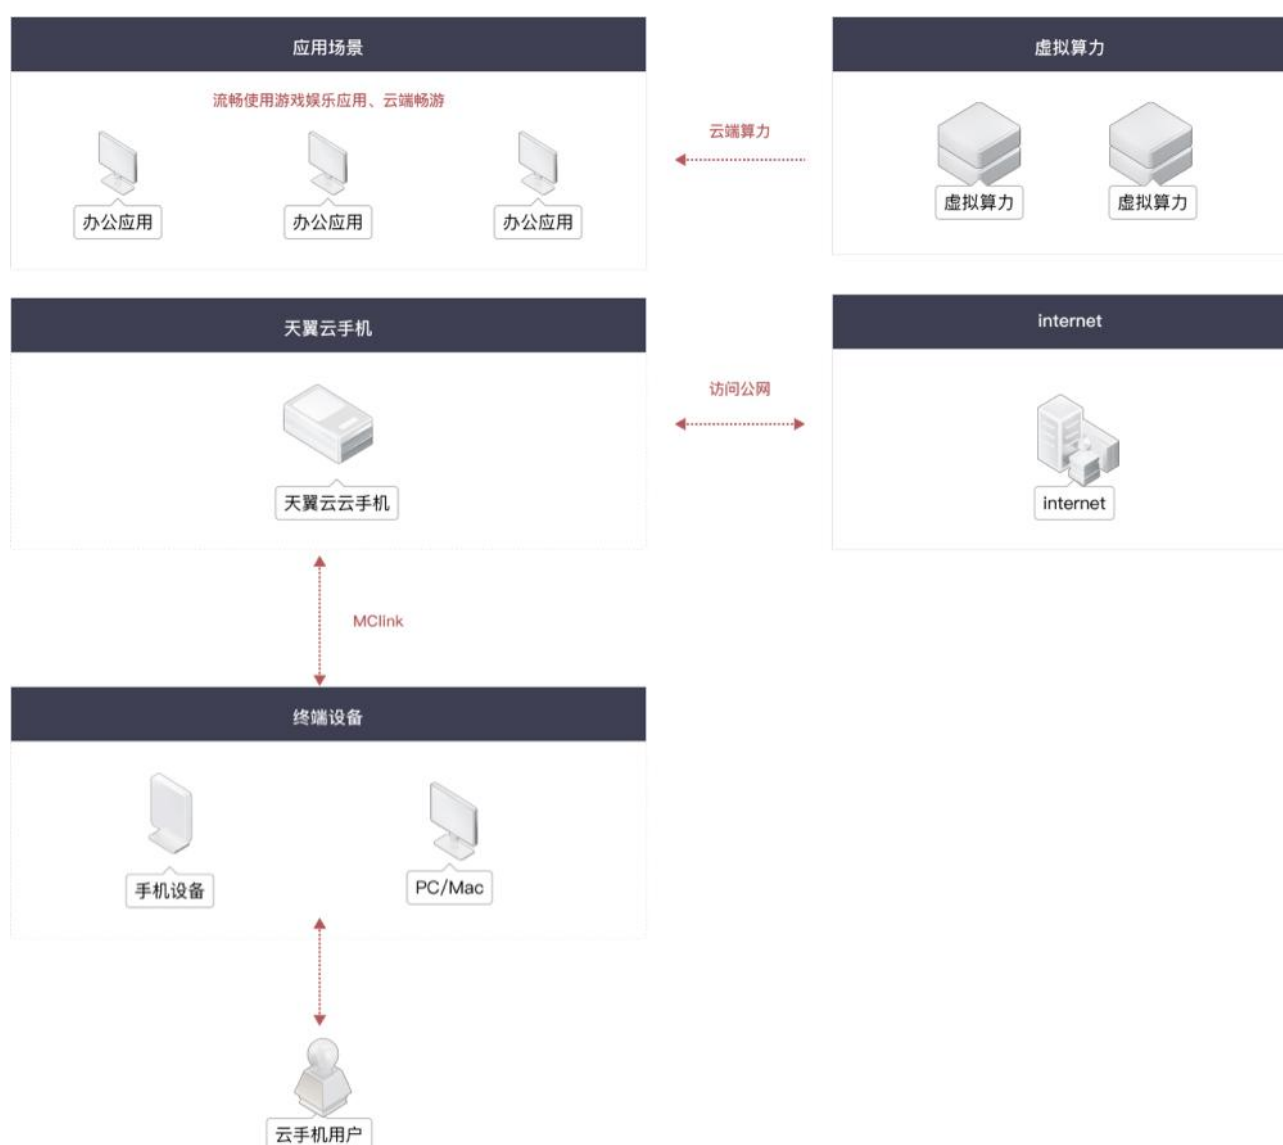 应用场景
虚拟算力
流畅使用游戏娱乐应用、云端畅游
云端算力
办公应用
办公应用
办公应用
虚拟算力
虚拟算力
天翼云手机
internet
访问公网
天翼云云手机
internet
MClink
终端设备
手机设备
PC/Mac
云手机用户